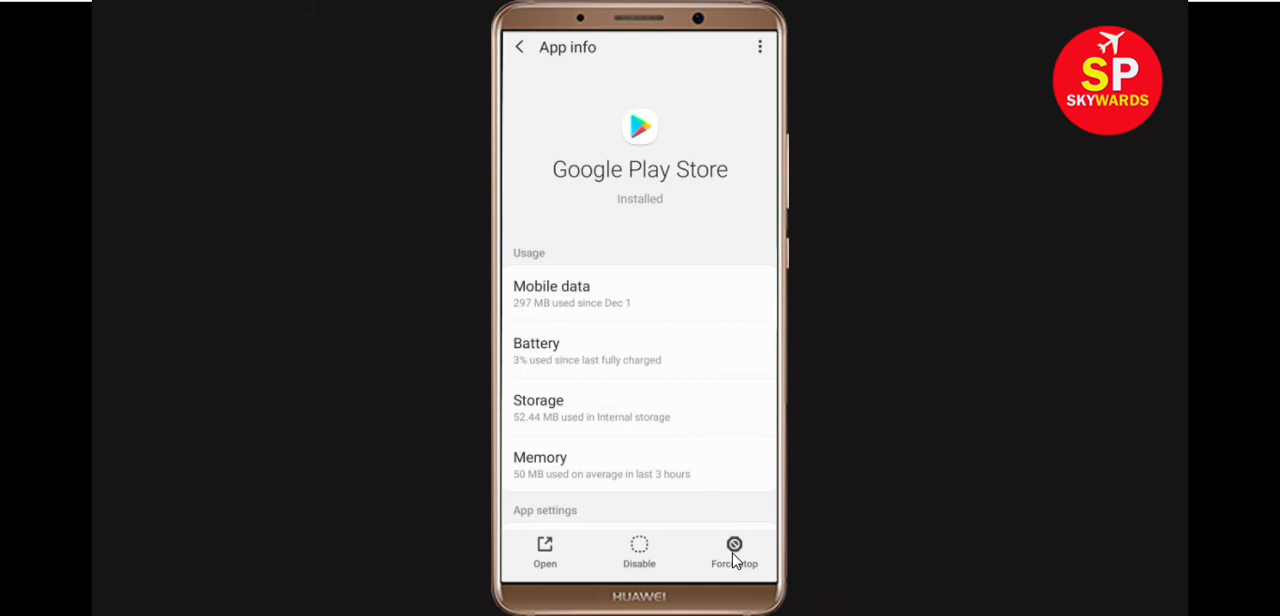 App info
SP
SKYWARDS
Google Play Store
Installed
Usage
Mobile data
297 MB used since Dec 1
Battery
3% used since last fully charged
Storage
52.44 MB used in Internal storage
Memory
50 MB used on average in last 3 hours
App settings
Open
Disable
Force stop
HUAWEI